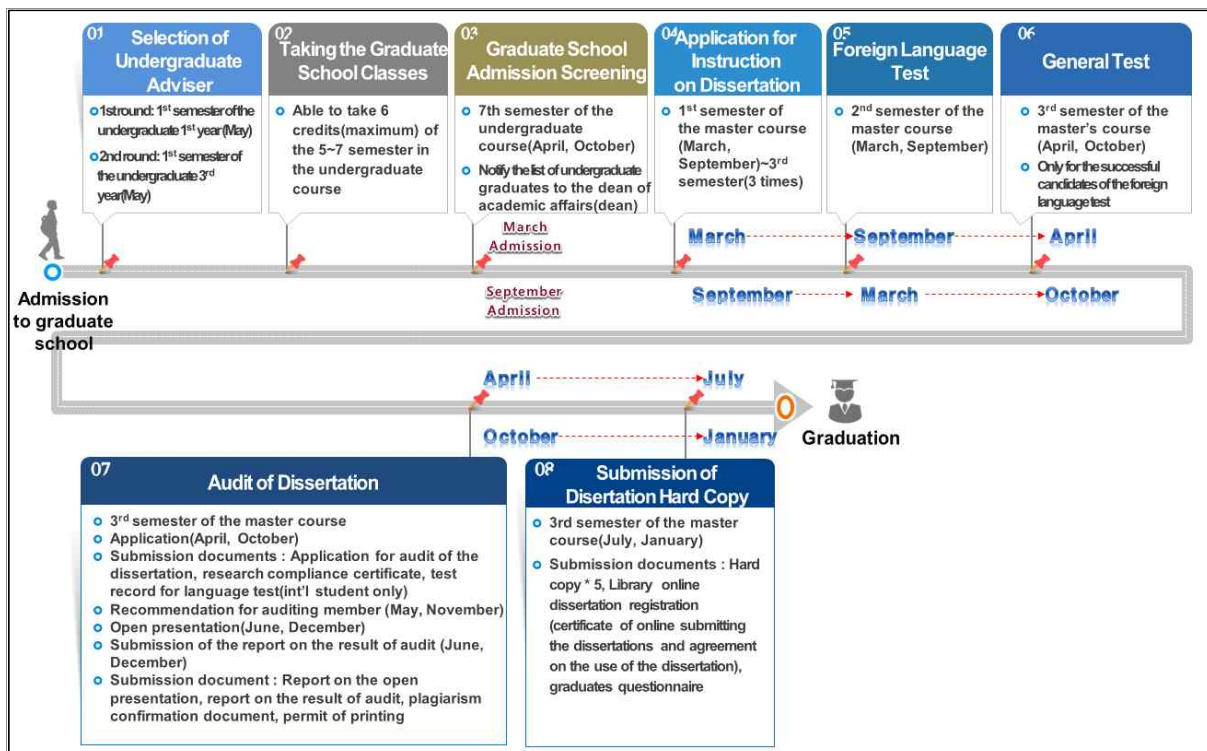 01
Selection of
Undergraduate
Adviser
1st round: 1st semester of the
undergraduate 1st year(May)
2nd round: 1st semester of
the undergraduate 3rd
year(May)
02
Taking the Graduate
School Classes
Able to take 6
credits(maximum) of
the 5~7 semester in
the undergraduate
course
03
Graduate School
Admission Screening
7th semester of the
undergraduate
course(April, October)
Notify the list of undergraduate
graduates to the dean of
academic affairs(dean)
04
Application for
Instruction
on Dissertation
1st semester of
the master course
(March,
September)~3rd
semester(3 times)
05
Foreign Language
Test
2nd semester of the
master course
(March, September)
06
General Test
3rd semester of the
master's course
(April, October)
Only for the successful
candidates of the foreign
language test
March
Admission
March
September
April
September
Admission
September
March
October
Admission
to graduate
school
April
July
October
January
Graduation
07
Audit of Dissertation
3rd semester of the master course
Application(April, October)
Submission documents : Application for audit of the
dissertation, research compliance certificate, test
record for language test(int'l student only)
Recommendation for auditing member (May, November)
Open presentation(June, December)
Submission of the report on the result of audit (June,
December)
Submission document : Report on the open
presentation, report on the result of audit, plagiarism
confirmation document, permit of printing
08
Submission of
Disertation Hard Copy
3rd semester of the master
course(July, January)
Submission documents : Hard
copy * 5, Library online
dissertation registration
(certificate of online submitting
the dissertations and agreement
on the use of the dissertation),
graduates questionnaire